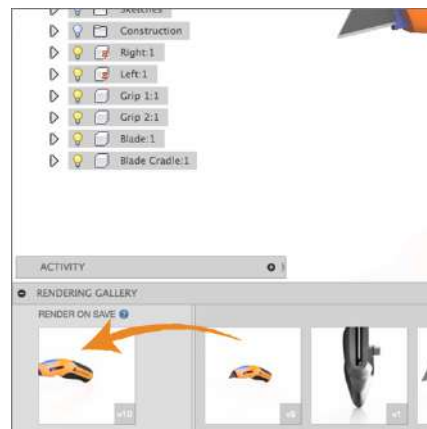 Sketches
Construction
Right:1
Left:1
Grip 1:1
Grip 2:1
Blade:1
Blade Cradle:1
ACTIVITY
RENDERING GALLERY
RENDER ON SAVE
v10
v1